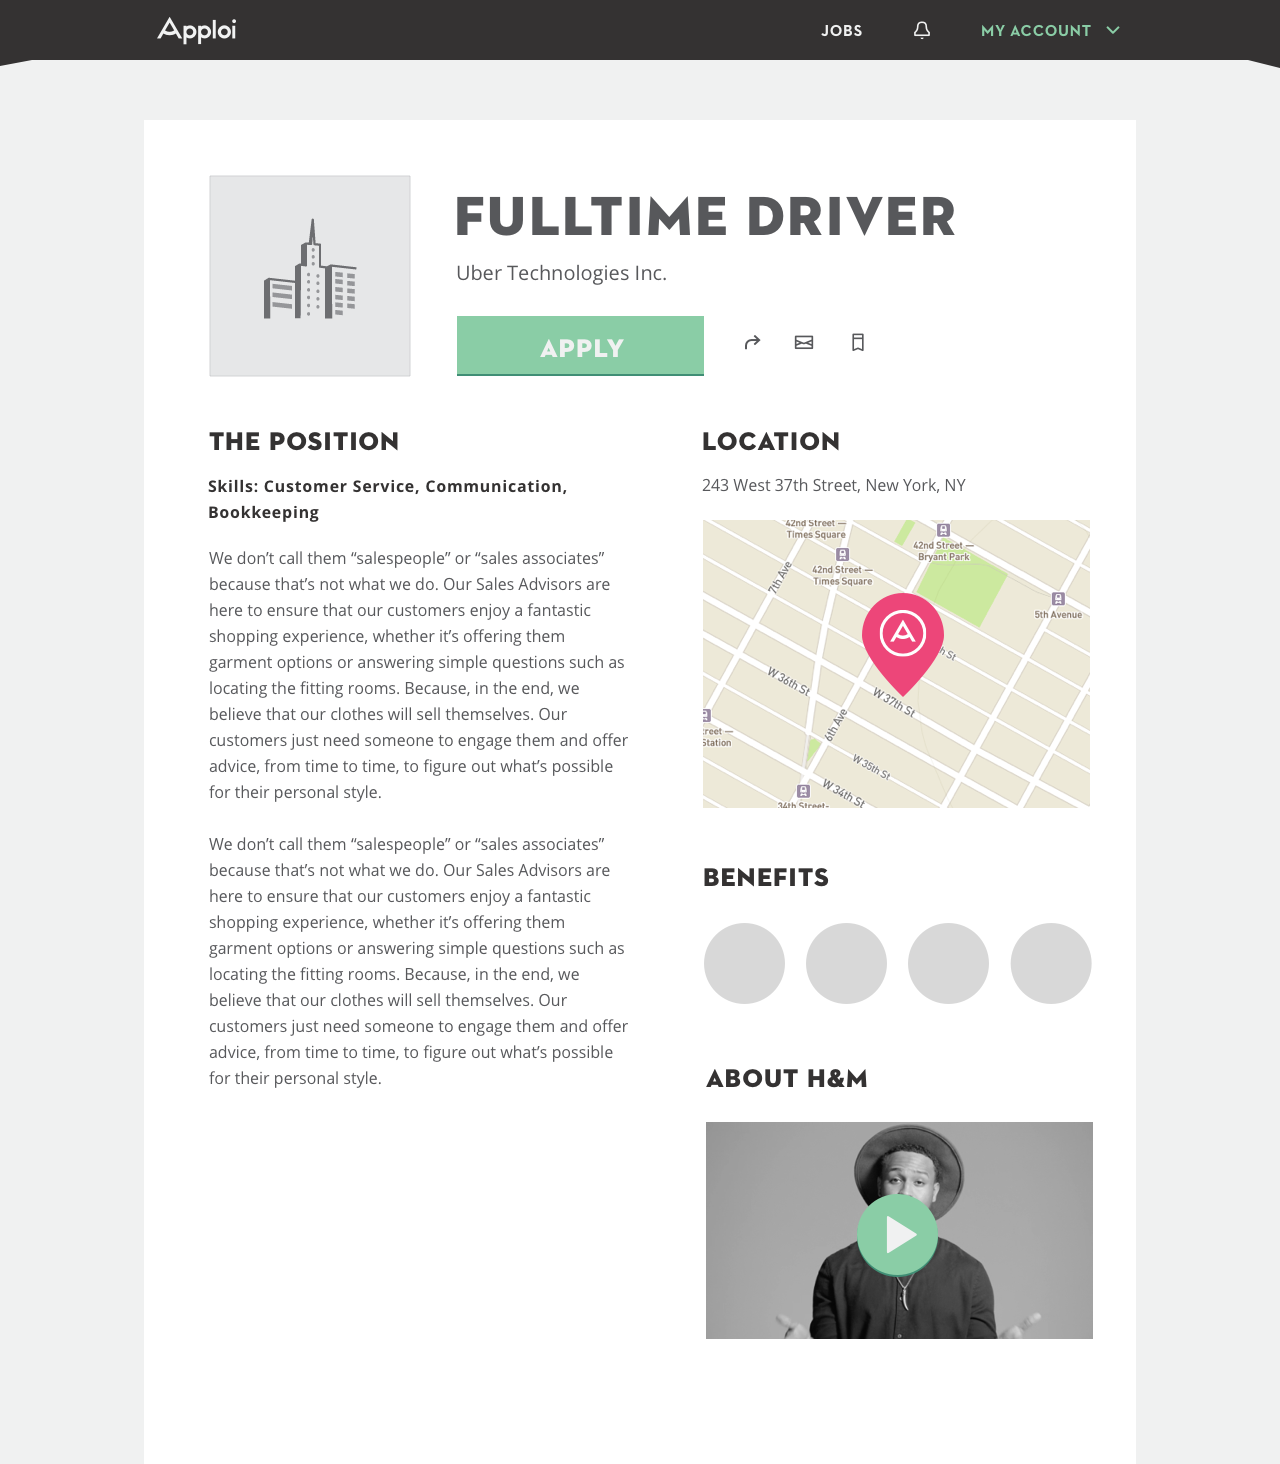 Apploi
JOBS
MY ACCOUNT
FULLTIME DRIVER
Uber Technologies Inc.
APPLY
THE POSITION
Skills: Customer Service, Communication,
Bookkeeping
We don’t call them “salespeople” or “sales associates”
because that’s not what we do. Our Sales Advisors are
here to ensure that our customers enjoy a fantastic
shopping experience, whether it’s offering them
garment options or answering simple questions such as
locating the fitting rooms. Because, in the end, we
believe that our clothes will sell themselves. Our
customers just need someone to engage them and offer
advice, from time to time, to figure out what’s possible
for their personal style.
We don’t call them “salespeople” or “sales associates”
because that’s not what we do. Our Sales Advisors are
here to ensure that our customers enjoy a fantastic
shopping experience, whether it’s offering them
garment options or answering simple questions such as
locating the fitting rooms. Because, in the end, we
believe that our clothes will sell themselves. Our
customers just need someone to engage them and offer
advice, from time to time, to figure out what’s possible
for their personal style.
LOCATION
243 West 37th Street, New York, NY
42nd Street —
Times Square
42nd Street —
Bryant Park
42nd Street —
Times Square
7th Ave
5th Avenue
h St
W 36th St
W 37th St
6th Ave
reet —
Station
W 35th St
W 34th St
34th Street-
BENEFITS
ABOUT H&M